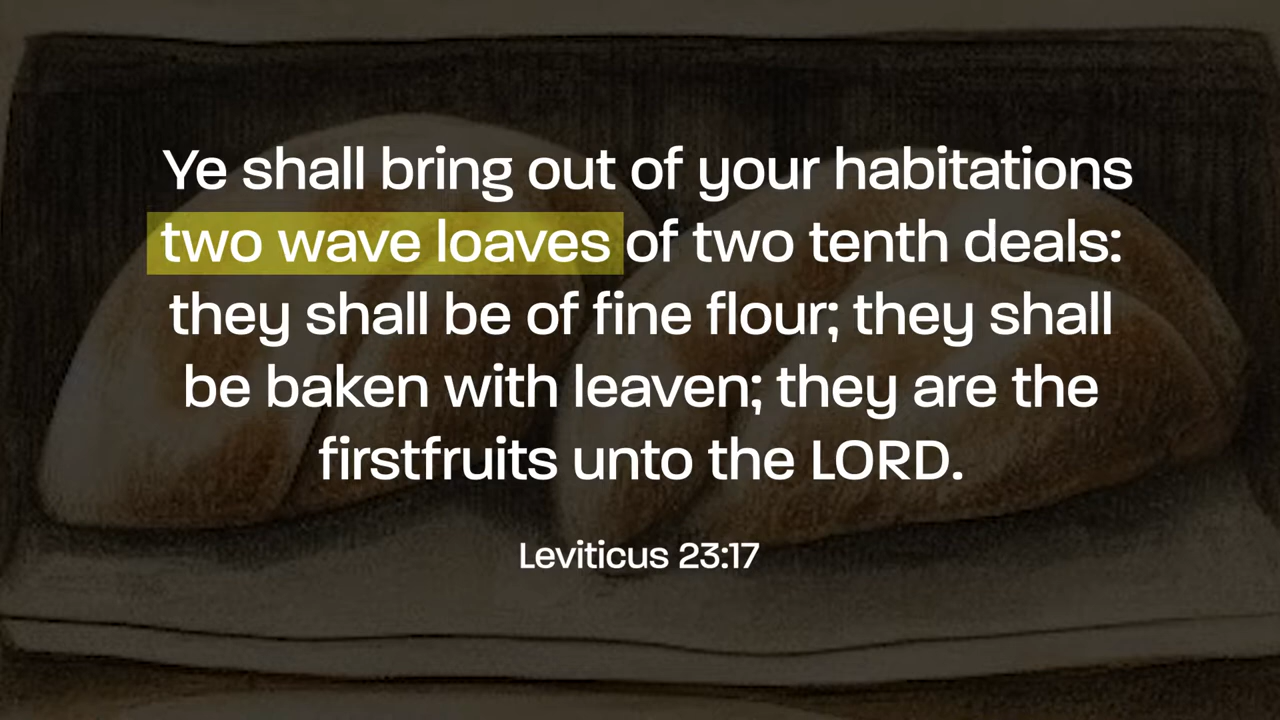 Ye shall bring out of your habitations
two wave loaves of two tenth deals:
they shall be of fine flour; they shall
be baken with leaven; they are the
firstfruits unto the LORD.
Leviticus 23:17